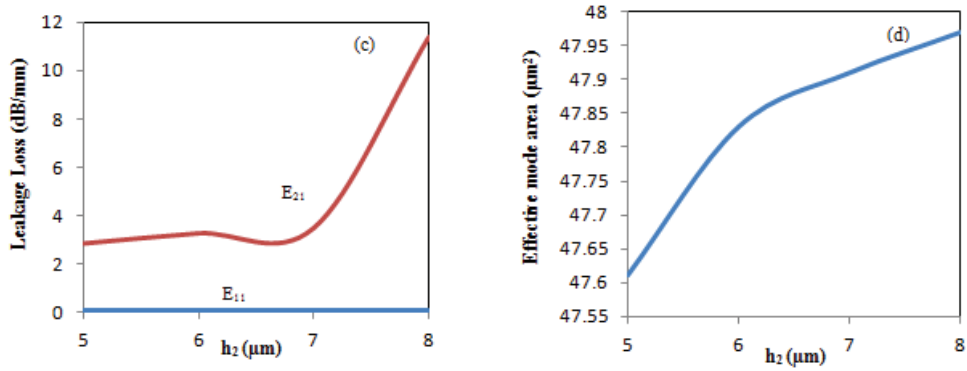 (c)
Leakage Loss (dB/mm)
12
10
8
6
4
2
0
E₂₁
E₁₁
5 6 7 8
h₂ (μm)
(d)
Effective mode area (μm²)
48
47.95
47.9
47.85
47.8
47.75
47.7
47.65
47.6
47.55
5 6 7 8
h₂ (μm)